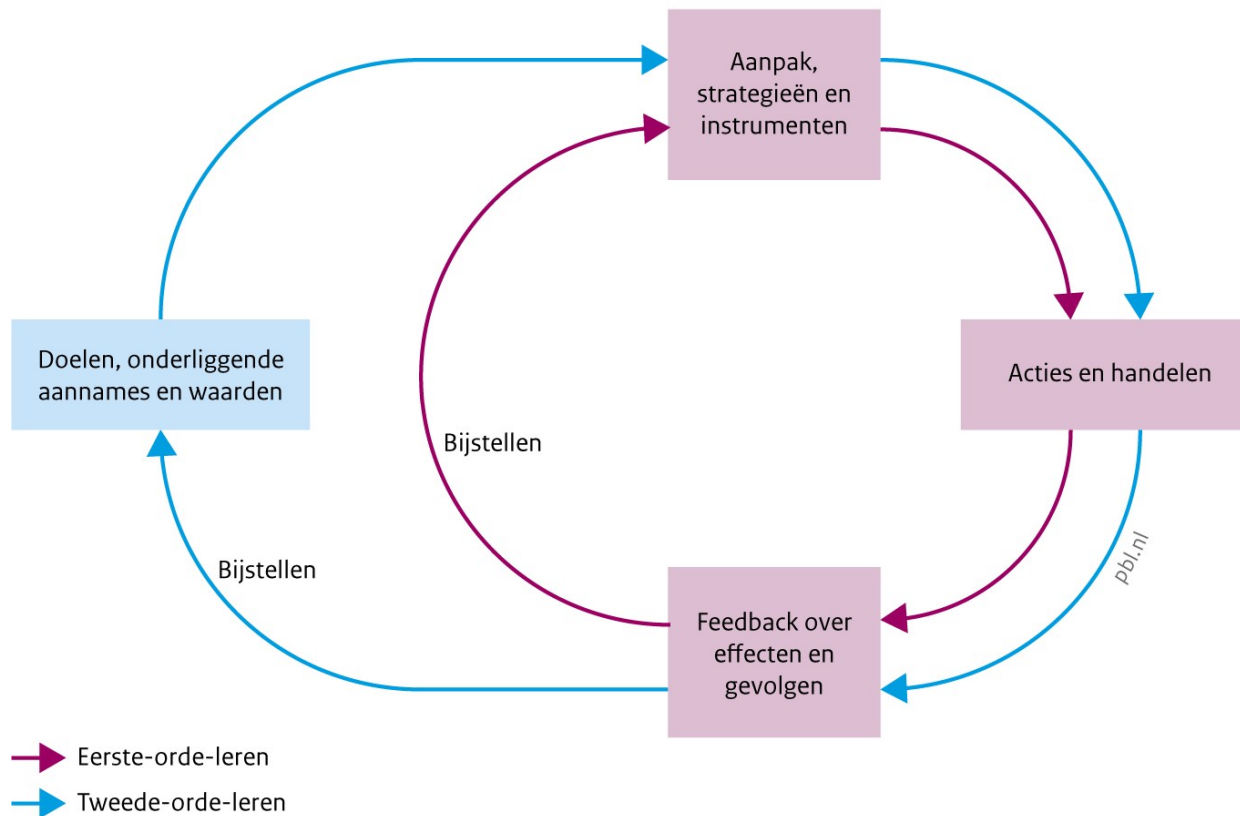 Aanpak,
strategieën en
instrumenten
Doelen, onderliggende
aannames en waarden
Acties en handelen
Bijstellen
Bijstellen
Feedback over
effecten en
gevolgen
pbl.nl
Eerste-orde-leren
Tweede-orde-leren